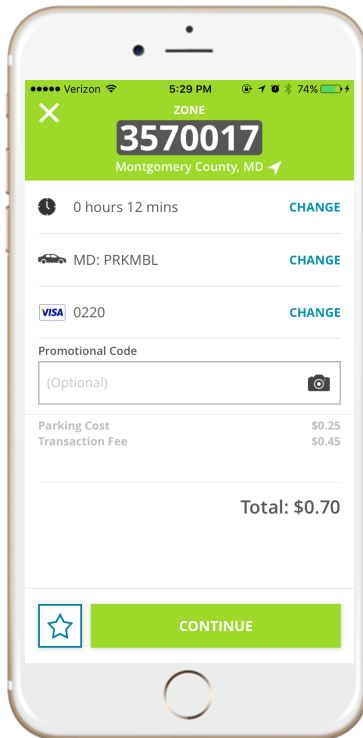 Verizon 5:29 PM 74%
ZONE
3570017
Montgomery County, MD
0 hours 12 mins CHANGE
MD: PRKMBL CHANGE
VISA 0220 CHANGE
Promotional Code
(Optional)
Parking Cost $0.25
Transaction Fee $0.45
Total: $0.70
CONTINUE